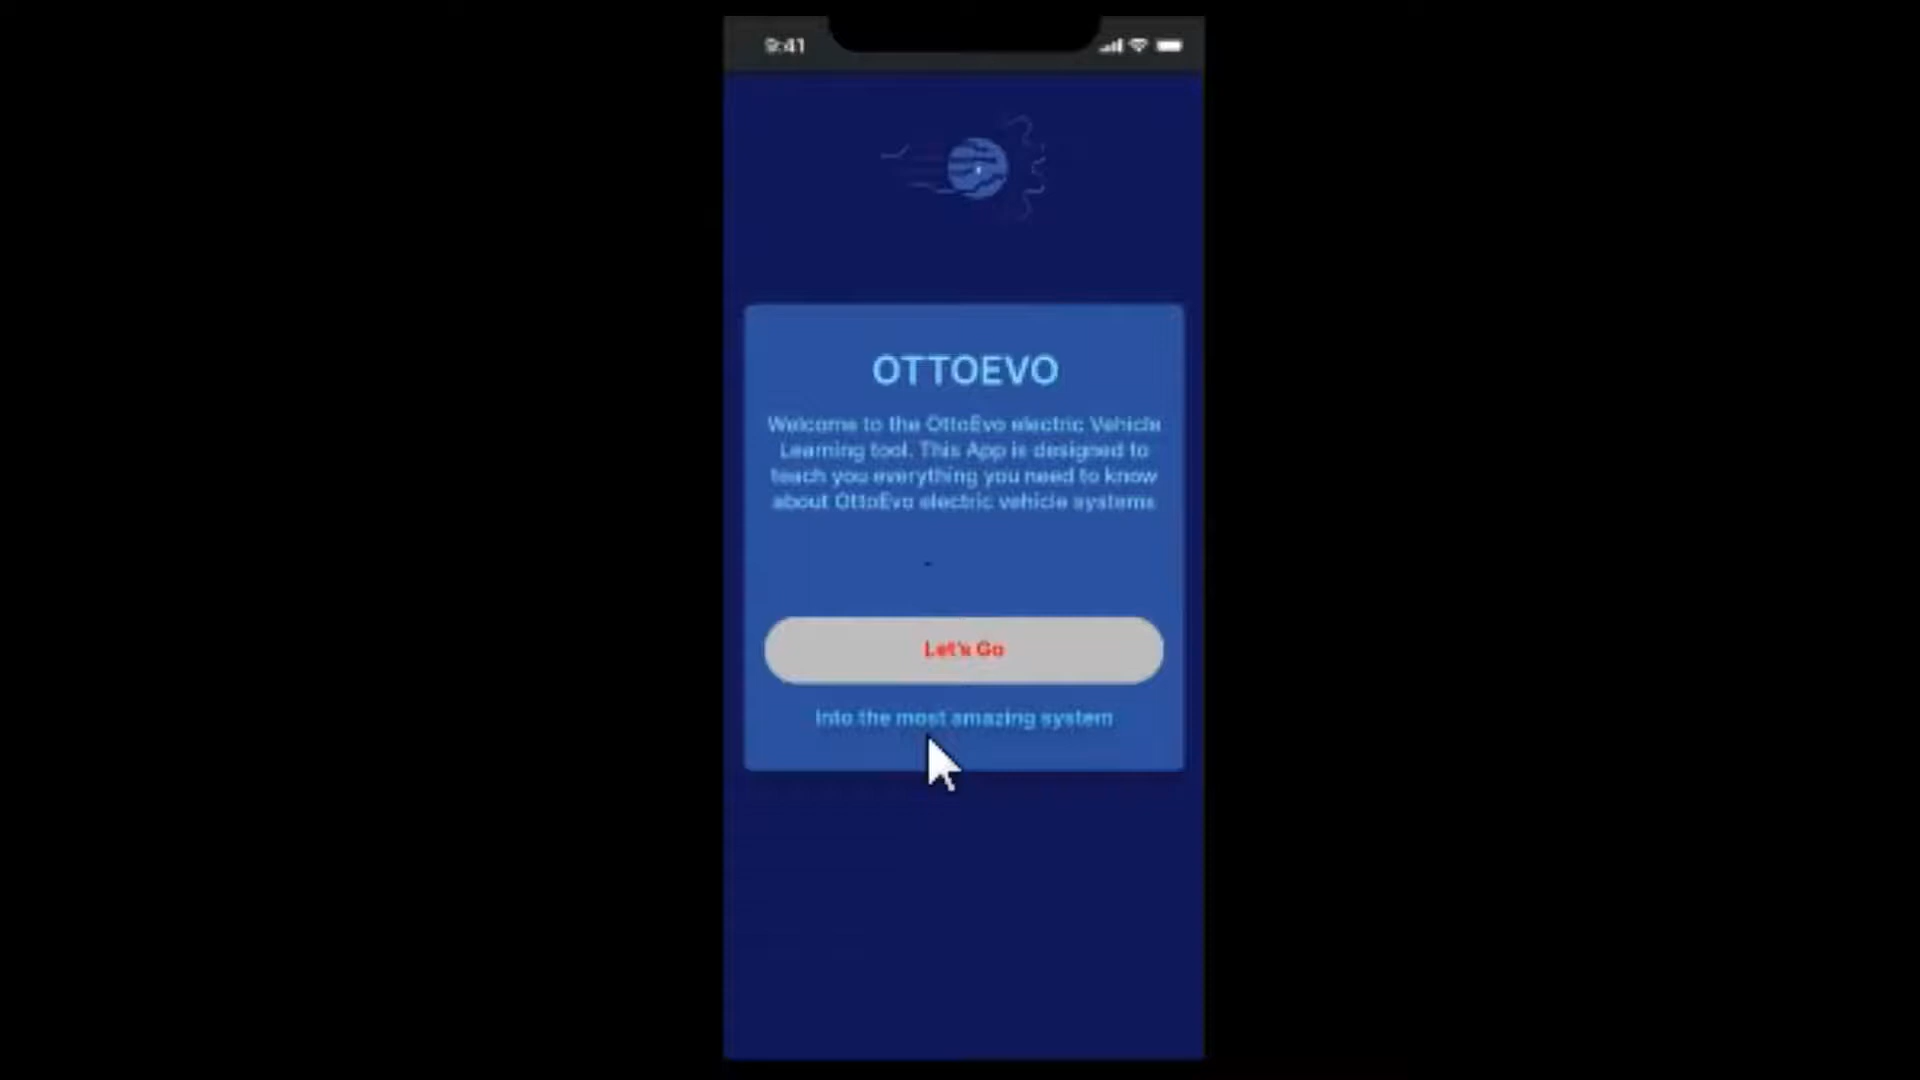 9:41
OTTOEVO
Welcome to the OttoEvo electric Vehicle
Learning tool. This App is designed to
teach you everything you need to know
about OttoEvo electric vehicle systems
Let's Go
Into the most amazing system